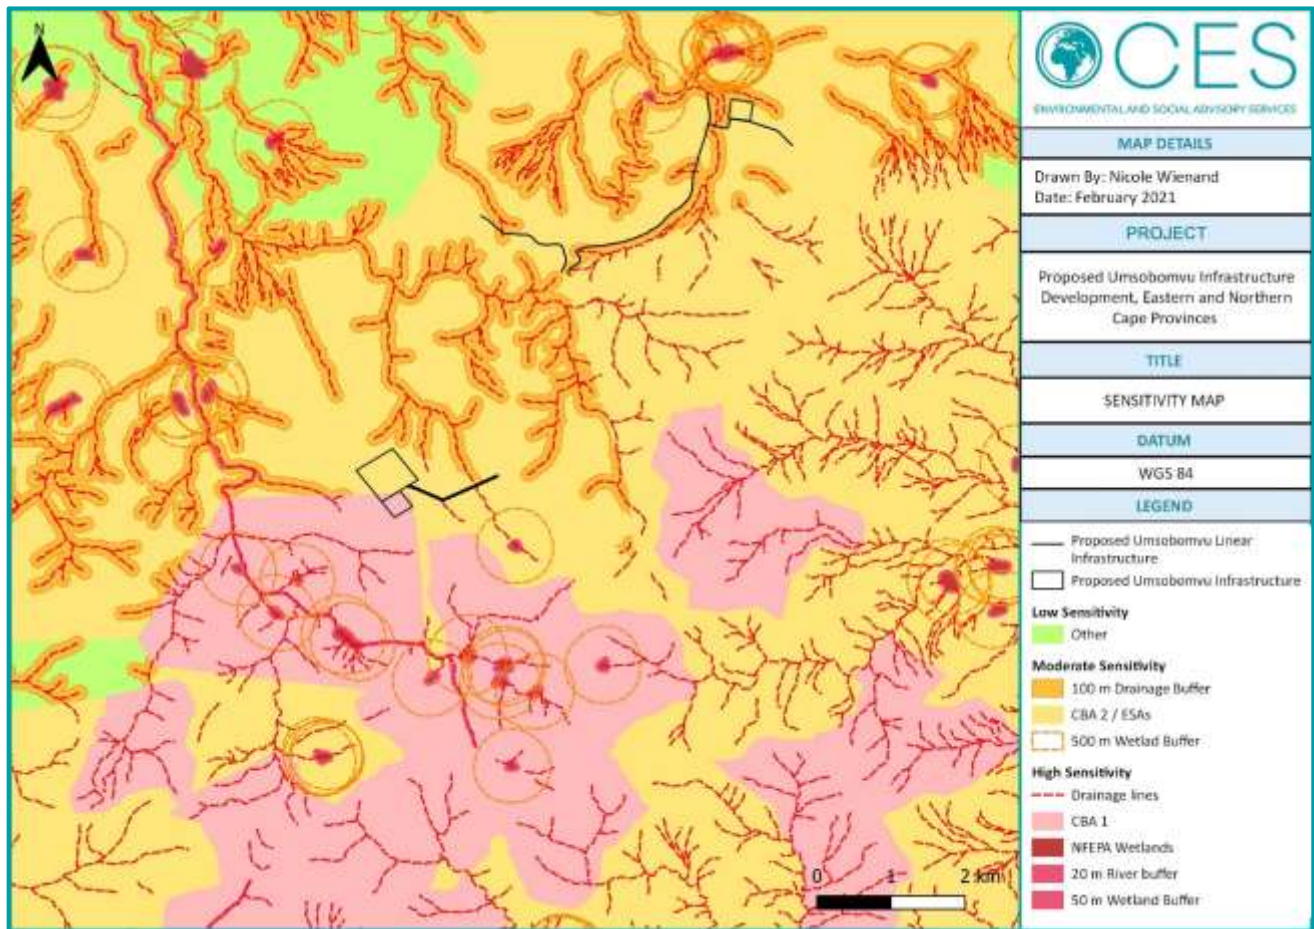 N
CES
ENVIRONMENTAL AND SOCIAL ADVISORY SERVICES
MAP DETAILS
Drawn By: Nicole Wienand
Date: February 2021
PROJECT
Proposed Umsobomvu Infrastructure
Development, Eastern and Northern
Cape Provinces
TITLE
SENSITIVITY MAP
DATUM
WGS 84
LEGEND
Proposed Umsobomvu Linear
Infrastructure
Proposed Umsobomvu Infrastructure
Low Sensitivity
Other
Moderate Sensitivity
100 m Drainage Buffer
CBA 2 / ESAs
500 m Wetlad Buffer
High Sensitivity
Drainage lines
CBA 1
NFEPA Wetlands
20 m River buffer
50 m Wetland Buffer
0 1 2 km